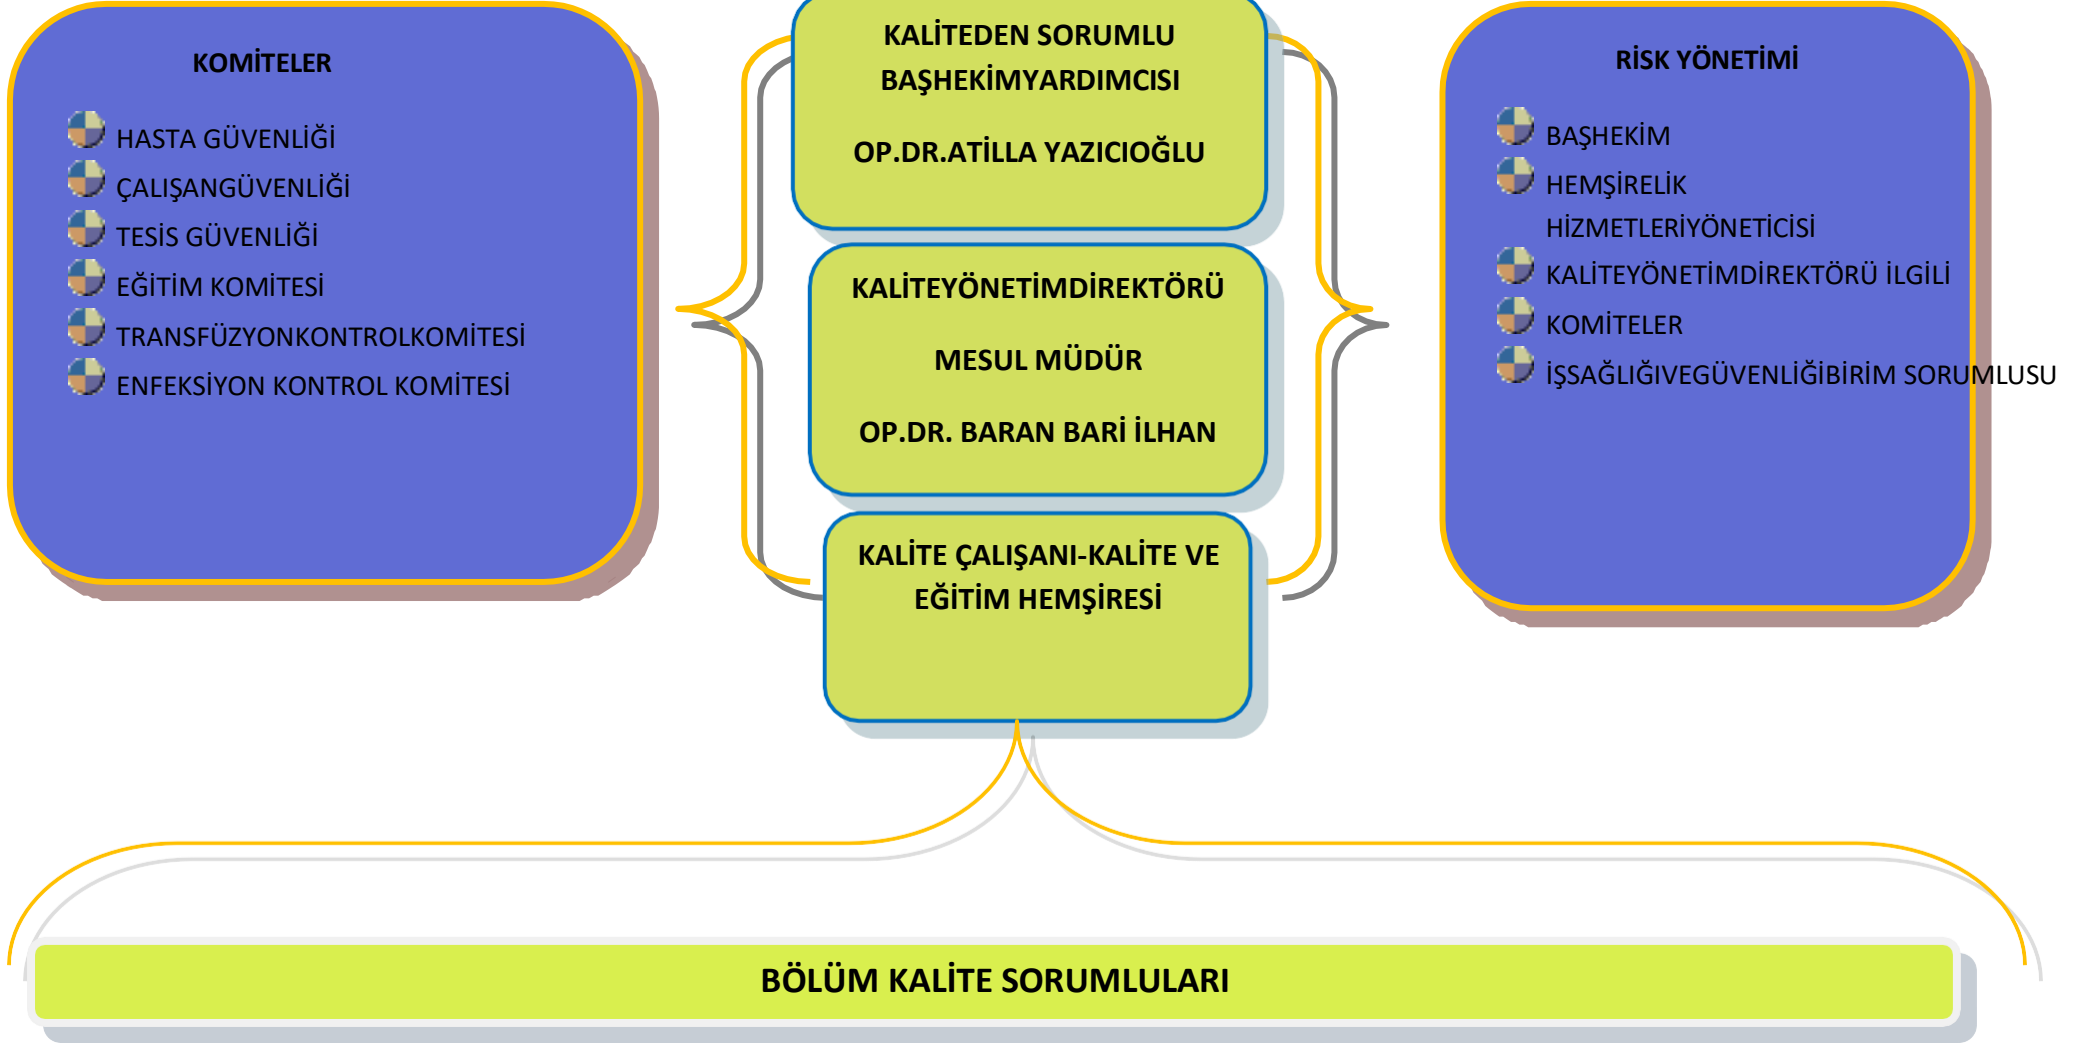 KOMİTELER
HASTA GÜVENLİĞİ
ÇALIŞANGÜVENLİĞİ
TESİS GÜVENLİĞİ
EĞİTİM KOMİTESİ
TRANSFÜZYONKONTROLKOMİTESİ
ENFEKSİYON KONTROL KOMİTESİ
KALİTEDEN SORUMLU
BAŞHEKİMYARDIMCISI
OP.DR.ATİLLA YAZICIOĞLU
KALİTEYÖNETİMDİREKTÖRÜ
MESUL MÜDÜR
OP.DR. BARAN BARİ İLHAN
KALİTE ÇALIŞANI-KALİTE VE
EĞİTİM HEMŞİRESİ
RİSK YÖNETİMİ
BAŞHEKİM
HEMŞİRELİK
HİZMETLERİYÖNETİCİSİ
KALİTEYÖNETİMDİREKTÖRÜ İLGİLİ
KOMİTELER
İŞSAĞLIĞIVEGÜVENLİĞİBİRİM SORUMLUSU
BÖLÜM KALİTE SORUMLULARI